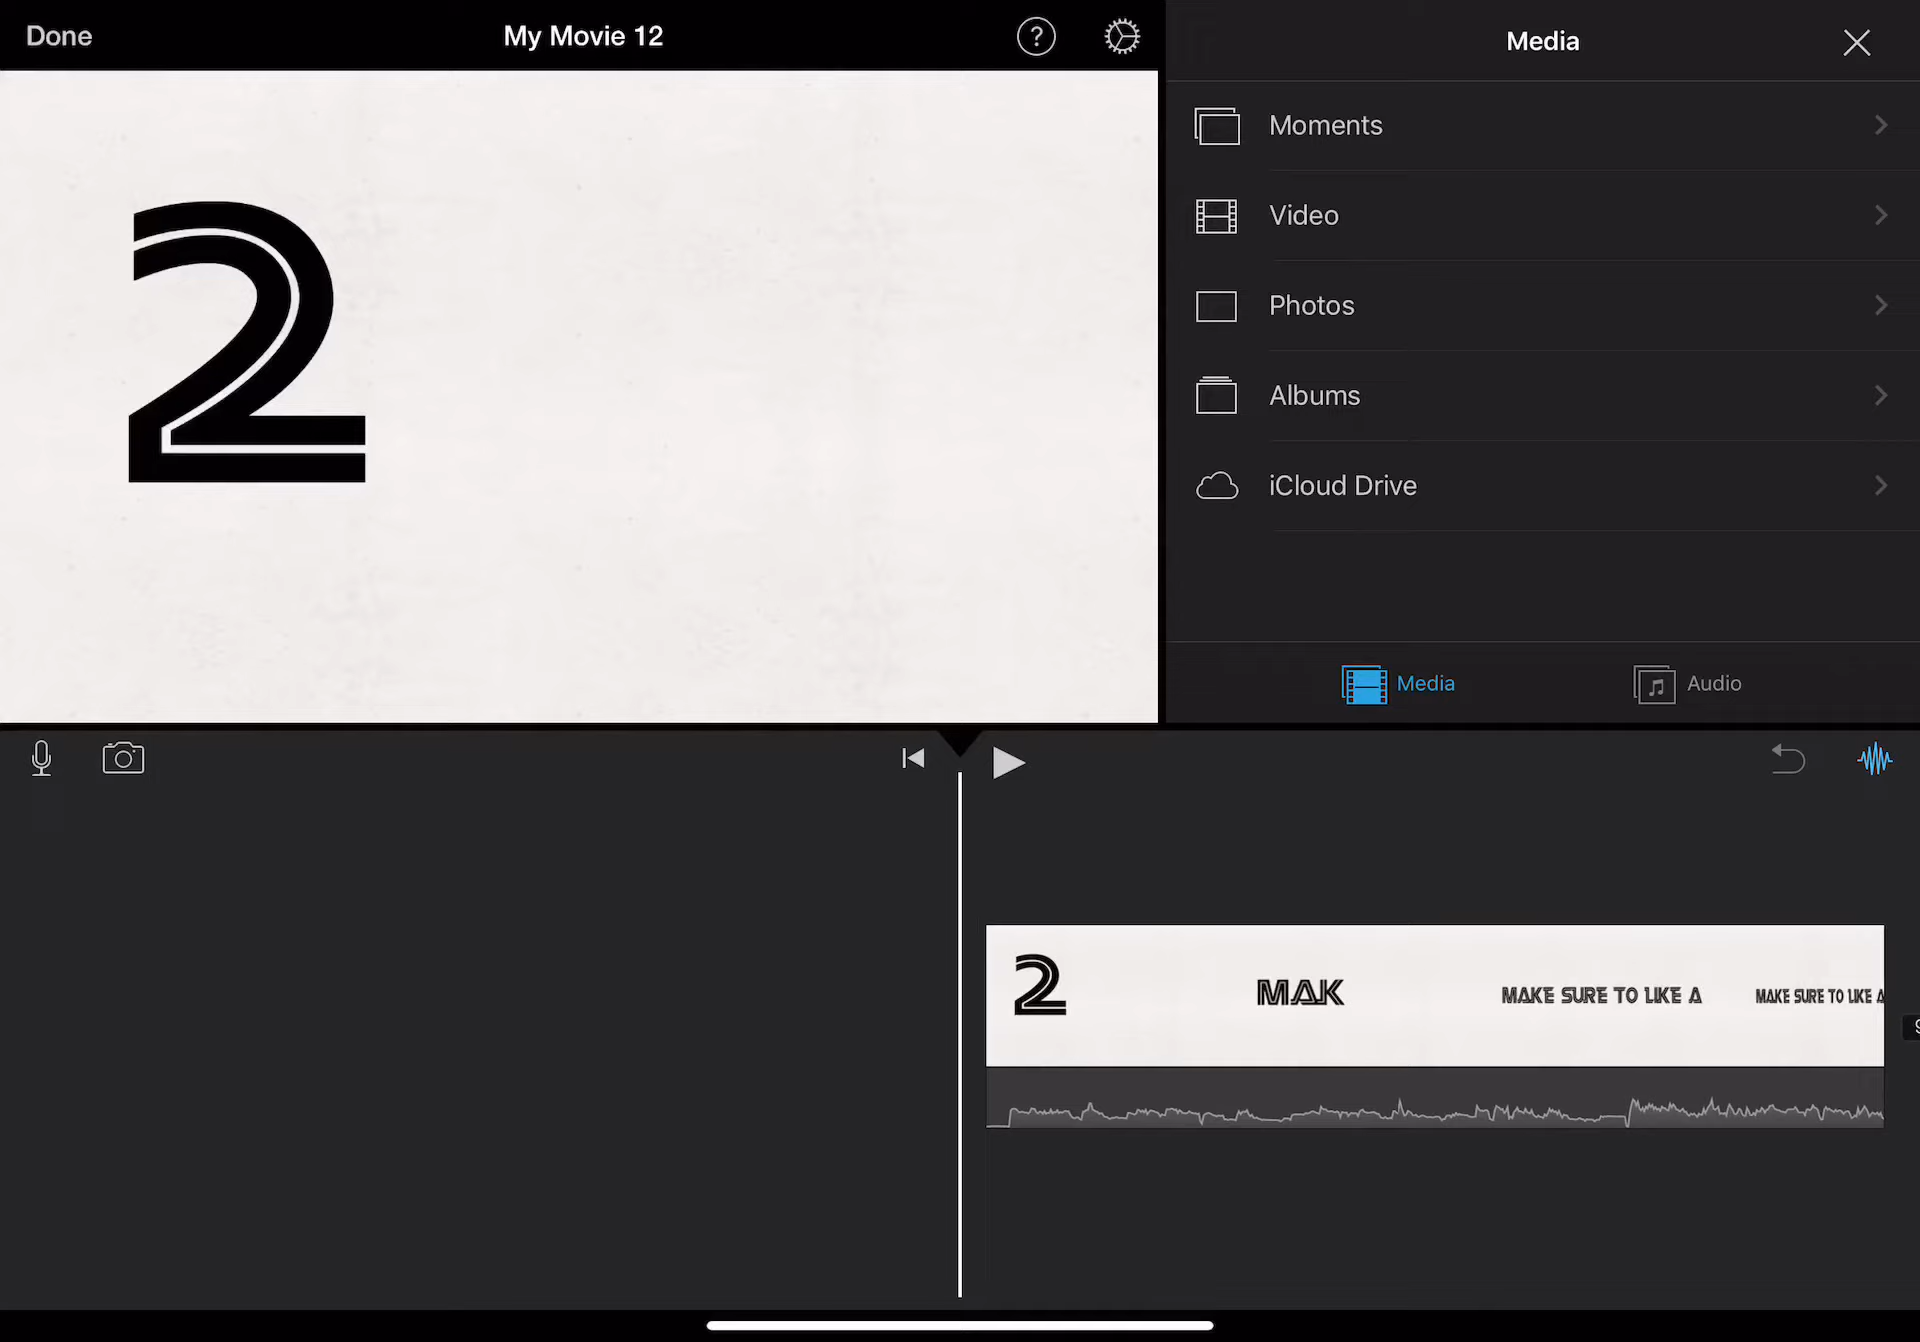 Done
My Movie 12
?
Media
Moments
Video
Photos
Albums
iCloud Drive
Media
Audio
2
2
MAK
MAKE SURE TO LIKE A
MAKE SURE TO LIKE A